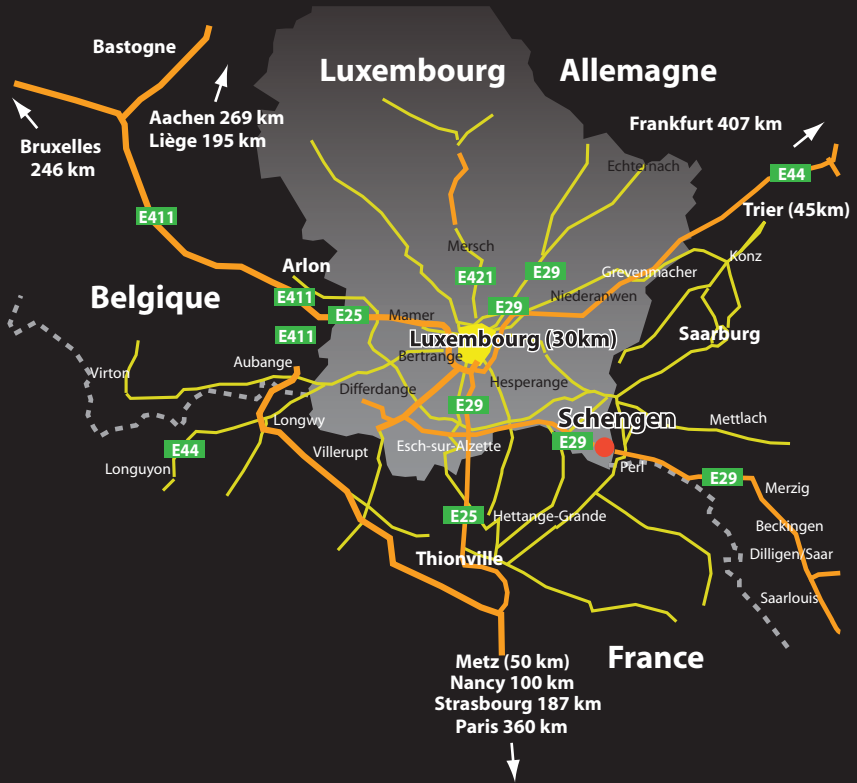 Bastogne
Luxembourg
Allemagne
Aachen 269 km
Liège 195 km
Frankfurt 407 km
Bruxelles
246 km
Echternach
E44
Trier (45km)
E411
Mersch
Konz
Arlon
E421
E29
Grevenmacher
Belgique
E411
E29
Niederanwen
E25
Mamer
E411
Luxembourg (30km)
Saarburg
Bertrange
Aubange
Virton
Differdange
Hesperange
E29
Schengen
Longwy
Mettlach
E44
Villerupt
Esch-sur-Alzette
E29
Longuyon
Perl
E29
Merzig
E25
Hettange-Grande
Beckingen
Thionville
Dilligen/Saar
Saarlouis
France
Metz (50 km)
Nancy 100 km
Strasbourg 187 km
Paris 360 km